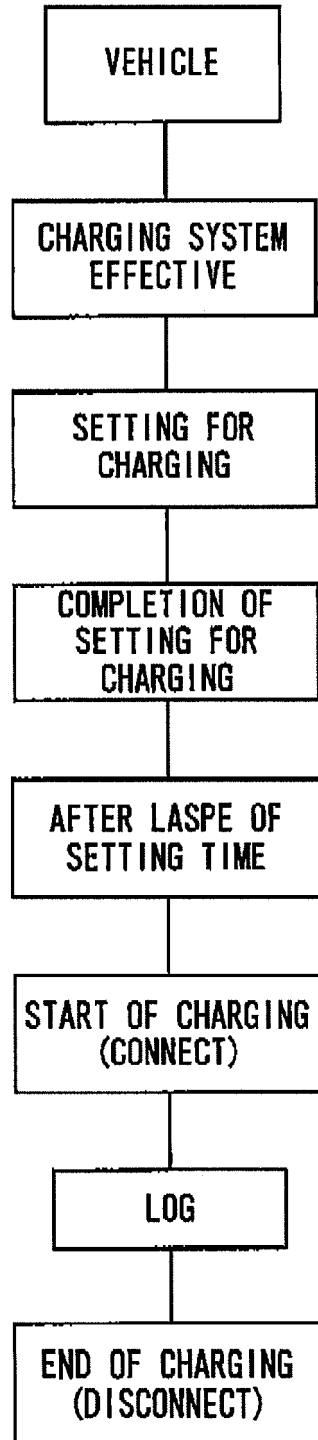 VEHICLE
CHARGING SYSTEM
EFFECTIVE
SETTING FOR
CHARGING
COMPLETION OF
SETTING FOR
CHARGING
AFTER LASPE OF
SETTING TIME
START OF CHARGING
(CONNECT)
LOG
END OF CHARGING
(DISCONNECT)